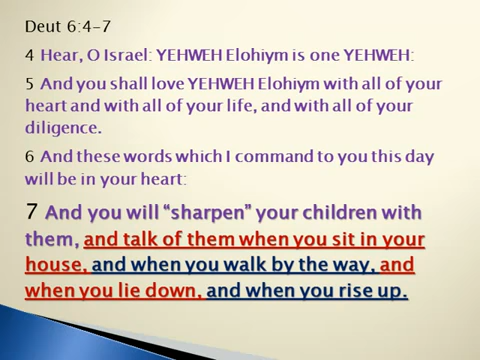 Deut 6:4-7
4 Hear, O Israel: YEHWEH Elohiym is one YEHWEH:
5 And you shall love YEHWEH Elohiym with all of your
heart and with all of your life, and with all of your
diligence.
6 And these words which I command to you this day
will be in your heart:
7 And you will “sharpen” your children with
them, and talk of them when you sit in your
house, and when you walk by the way, and
when you lie down, and when you rise up.